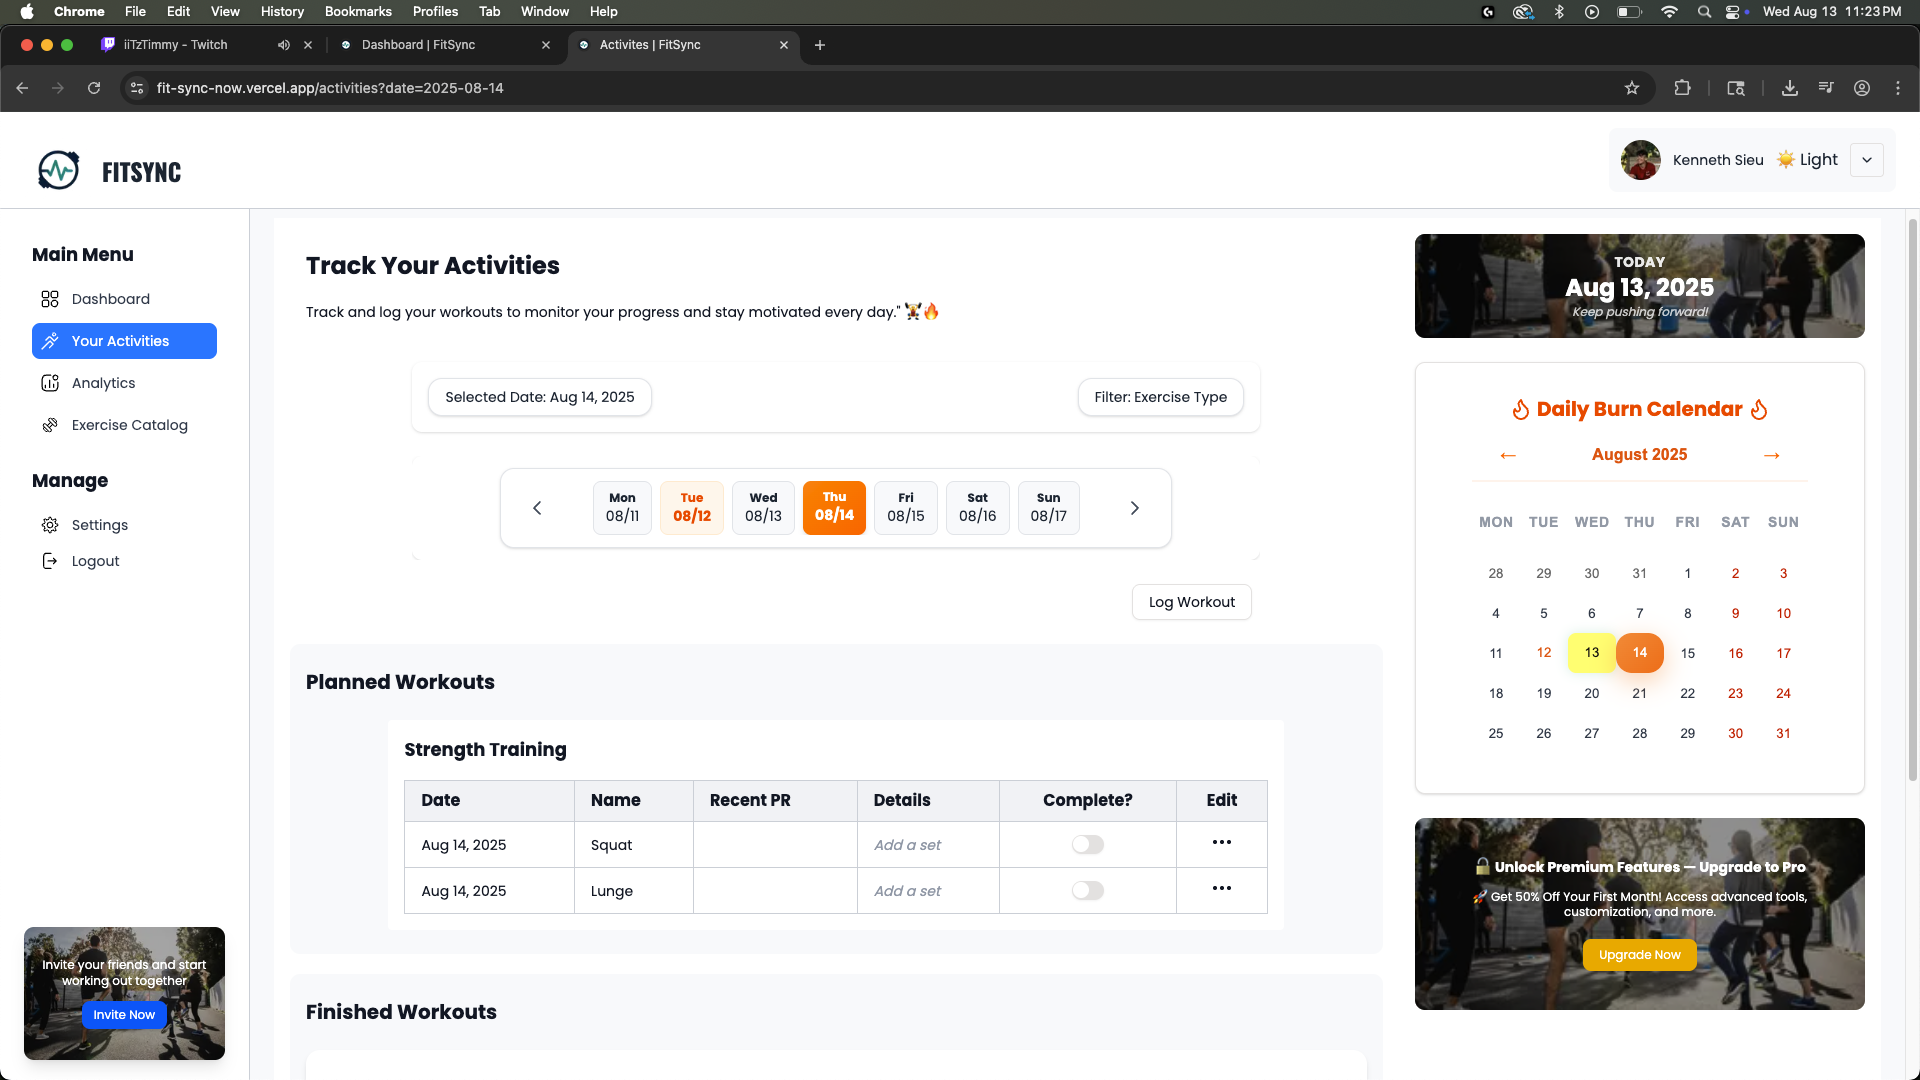 Chrome File Edit View History Bookmarks Profiles Tab Window Help
Wed Aug 13 11:23 PM
iiTzTimmy - Twitch
Dashboard | FitSync
Activites | FitSync
fit-sync-now.vercel.app/activities?date=2025-08-14
FITSYNC
Kenneth Sieu ☀️ Light
Main Menu
Dashboard
Your Activities
Analytics
Exercise Catalog
Manage
Settings
Logout
Invite your friends and start
working out together
Invite Now
Track Your Activities
Track and log your workouts to monitor your progress and stay motivated every day." 🏋️🔥
Selected Date: Aug 14, 2025
Filter: Exercise Type
Mon Tue Wed Thu Fri Sat Sun
08/11 08/12 08/13 08/14 08/15 08/16 08/17
Log Workout
Planned Workouts
Strength Training
Date Name Recent PR Details Complete? Edit
Aug 14, 2025 Squat Add a set •••
Aug 14, 2025 Lunge Add a set •••
Finished Workouts
TODAY
Aug 13, 2025
Keep pushing forward!
Daily Burn Calendar
← August 2025 →
MON TUE WED THU FRI SAT SUN
28 29 30 31 1 2 3
4 5 6 7 8 9 10
11 12 13 14 15 16 17
18 19 20 21 22 23 24
25 26 27 28 29 30 31
🔒 Unlock Premium Features — Upgrade to Pro
🚀 Get 50% Off Your First Month! Access advanced tools,
customization, and more.
Upgrade Now